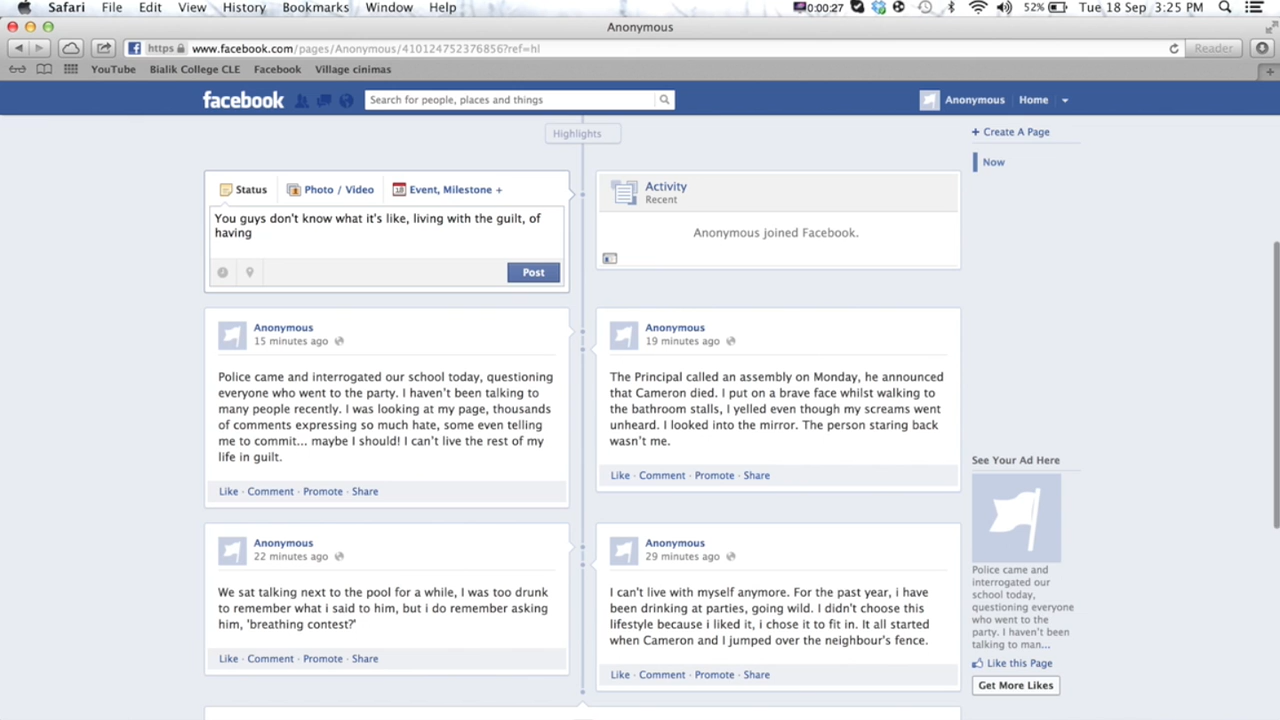 Safari File Edit View History Bookmarks Window Help 0:00:27 52% Tue 18 Sep 3:25 PM
Anonymous
https www.facebook.com/pages/Anonymous/410124752376856?ref=hl Reader
YouTube Bialik College CLE Facebook Village cinimas
facebook Search for people, places and things Anonymous Home
Highlights
Status Photo / Video Event, Milestone +
You guys don't know what it's like, living with the guilt, of
having
Post
Activity
Recent
Anonymous joined Facebook.
+ Create A Page
Now
Anonymous
15 minutes ago
Police came and interrogated our school today, questioning
everyone who went to the party. I haven't been talking to
many people recently. I was looking at my page, thousands
of comments expressing so much hate, some even telling
me to commit... maybe I should! I can't live the rest of my
life in guilt.
Like · Comment · Promote · Share
Anonymous
19 minutes ago
The Principal called an assembly on Monday, he announced
that Cameron died. I put on a brave face whilst walking to
the bathroom stalls, I yelled even though my screams went
unheard. I looked into the mirror. The person staring back
wasn't me.
Like · Comment · Promote · Share
Anonymous
22 minutes ago
We sat talking next to the pool for a while, I was too drunk
to remember what i said to him, but i do remember asking
him, 'breathing contest?'
Like · Comment · Promote · Share
Anonymous
29 minutes ago
I can't live with myself anymore. For the past year, i have
been drinking at parties, going wild. I didn't choose this
lifestyle because i liked it, i chose it to fit in. It all started
when Cameron and I jumped over the neighbour's fence.
Like · Comment · Promote · Share
See Your Ad Here
Police came and
interrogated our
school today,
questioning everyone
who went to the
party. I haven't been
talking to man...
Like this Page
Get More Likes